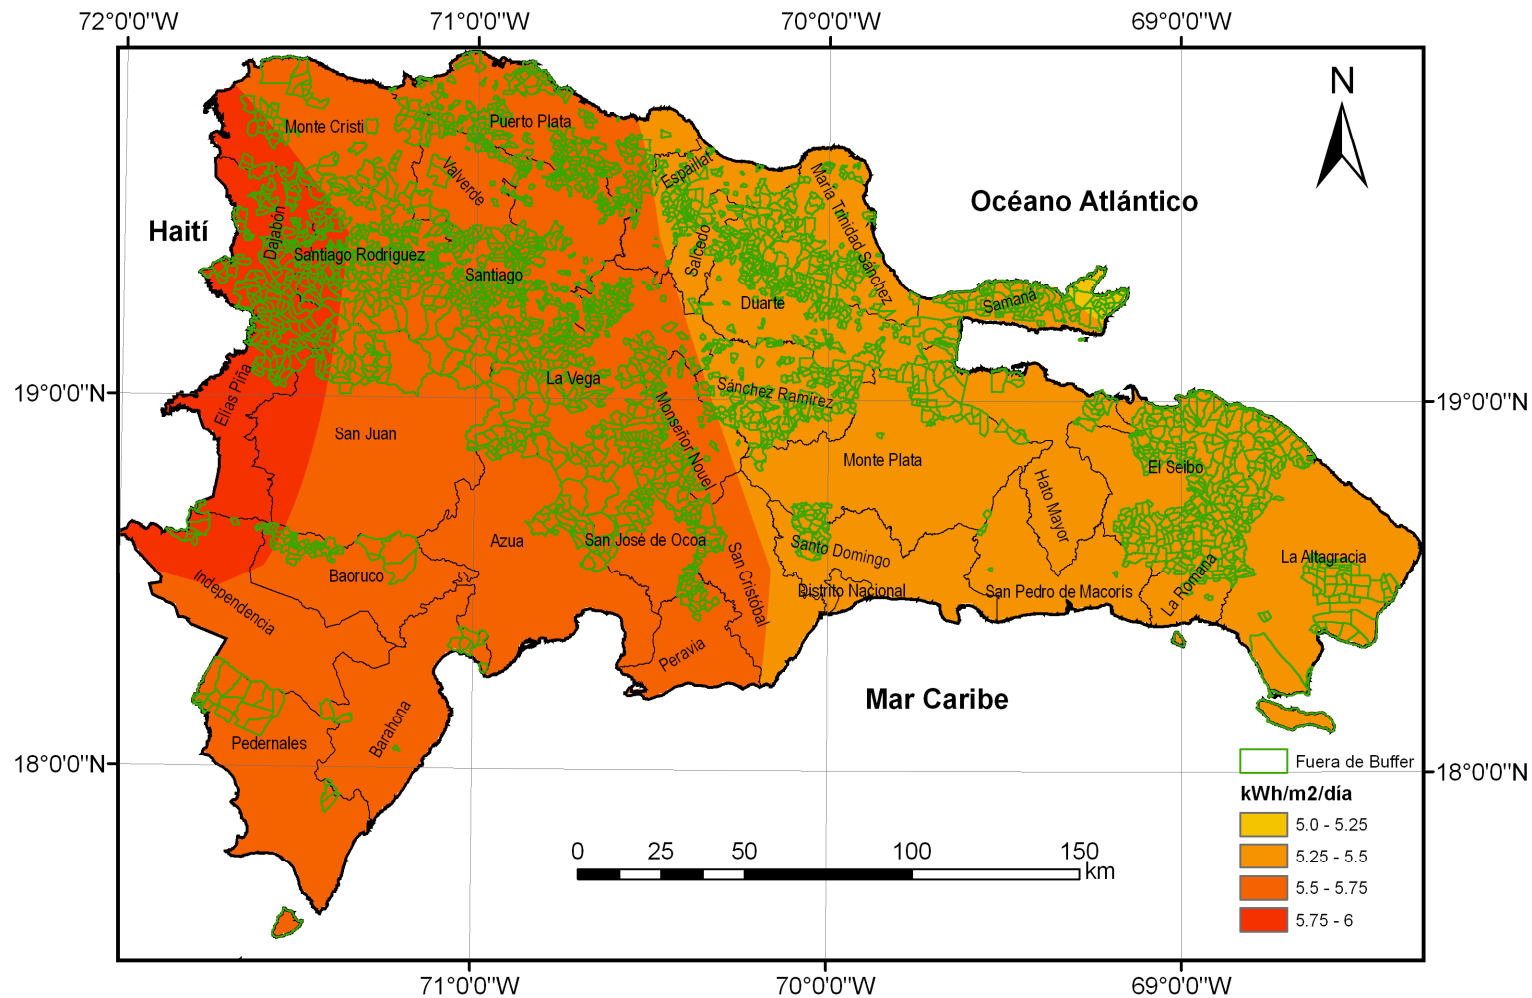 72°0'0"W
71°0'0"W
70°0'0"W
69°0'0"W
N
Océano Atlántico
Haití
Monte Cristi
Puerto Plata
Valverde
Espaillat
María Trinidad Sánchez
Dajabón
Santiago Rodríguez
Santiago
Salcedo
Duarte
Samaná
19°0'0"N
19°0'0"N
Elías Piña
La Vega
Sánchez Ramírez
San Juan
Monseñor Nouel
Monte Plata
El Seibo
Hato Mayor
Azua
San José de Ocoa
Santo Domingo
La Altagracia
Independencia
Baoruco
San Cristóbal
Distrito Nacional
San Pedro de Macorís
La Romana
Peravia
Mar Caribe
Pedernales
Barahona
18°0'0"N
18°0'0"N
Fuera de Buffer
kWh/m2/día
5.0 - 5.25
5.25 - 5.5
5.5 - 5.75
5.75 - 6
0 25 50 100 150
km
71°0'0"W
70°0'0"W
69°0'0"W